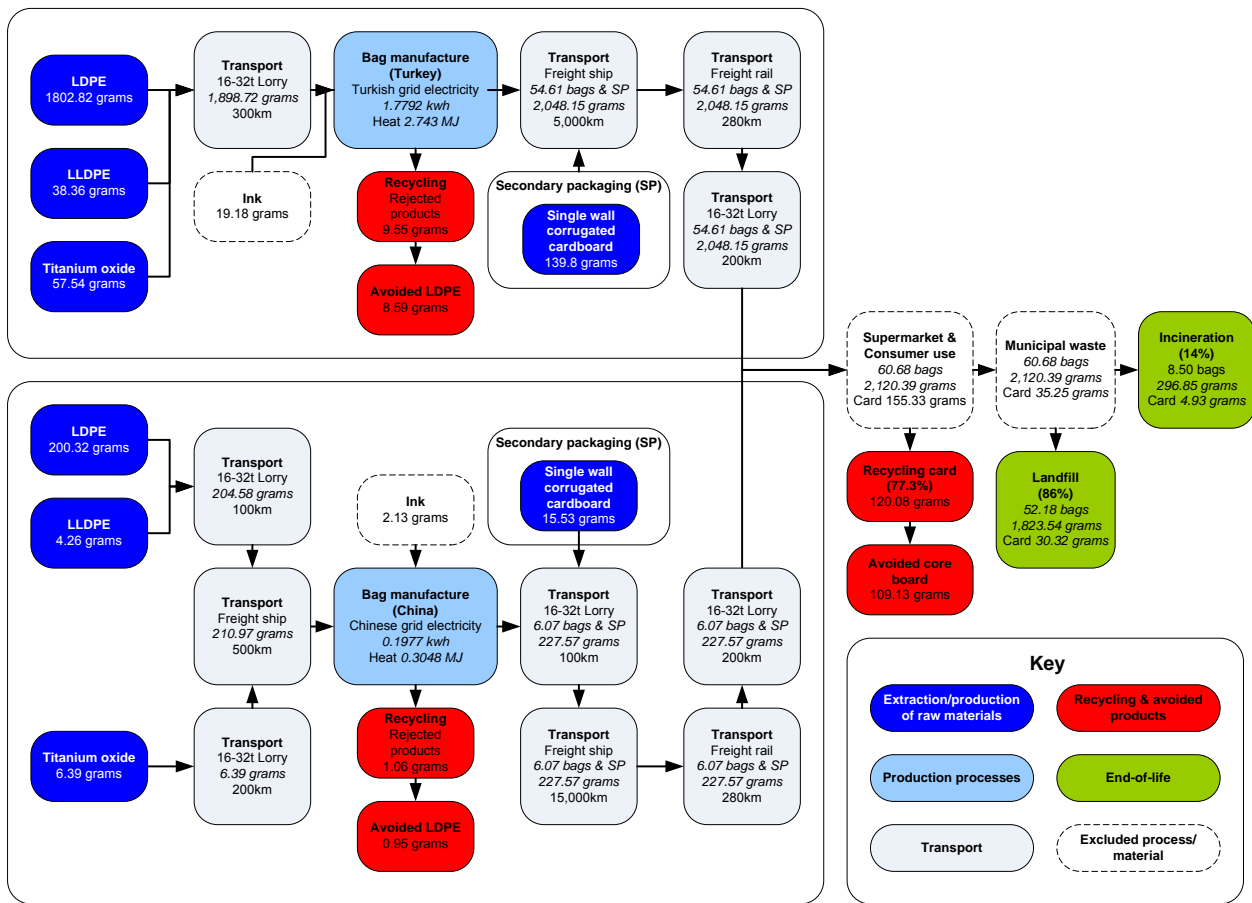 LDPE
1802.82 grams
LLDPE
38.36 grams
Titanium oxide
57.54 grams
Transport
16-32t Lorry
1,898.72 grams
300km
Ink
19.18 grams
Bag manufacture
(Turkey)
Turkish grid electricity
1.7792 kwh
Heat 2.743 MJ
Recycling
Rejected
products
9.55 grams
Avoided LDPE
8.59 grams
Transport
Freight ship
54.61 bags & SP
2,048.15 grams
5,000km
Secondary packaging (SP)
Single wall
corrugated
cardboard
139.8 grams
Transport
Freight rail
54.61 bags & SP
2,048.15 grams
280km
Transport
16-32t Lorry
54.61 bags & SP
2,048.15 grams
200km
LDPE
200.32 grams
LLDPE
4.26 grams
Titanium oxide
6.39 grams
Transport
16-32t Lorry
204.58 grams
100km
Transport
Freight ship
210.97 grams
500km
Transport
16-32t Lorry
6.39 grams
200km
Ink
2.13 grams
Bag manufacture
(China)
Chinese grid electricity
0.1977 kwh
Heat 0.3048 MJ
Recycling
Rejected
products
1.06 grams
Avoided LDPE
0.95 grams
Secondary packaging (SP)
Single wall
corrugated
cardboard
15.53 grams
Transport
16-32t Lorry
6.07 bags & SP
227.57 grams
100km
Transport
Freight ship
6.07 bags & SP
227.57 grams
15,000km
Transport
16-32t Lorry
6.07 bags & SP
227.57 grams
200km
Transport
Freight rail
6.07 bags & SP
227.57 grams
280km
Supermarket &
Consumer use
60.68 bags
2,120.39 grams
Card 155.33 grams
Municipal waste
60.68 bags
2,120.39 grams
Card 35.25 grams
Incineration
(14%)
8.50 bags
296.85 grams
Card 4.93 grams
Recycling card
(77.3%)
120.08 grams
Avoided core
board
109.13 grams
Landfill
(86%)
52.18 bags
1,823.54 grams
Card 30.32 grams
Key
Extraction/production
of raw materials
Recycling & avoided
products
Production processes
End-of-life
Transport
Excluded process/
material